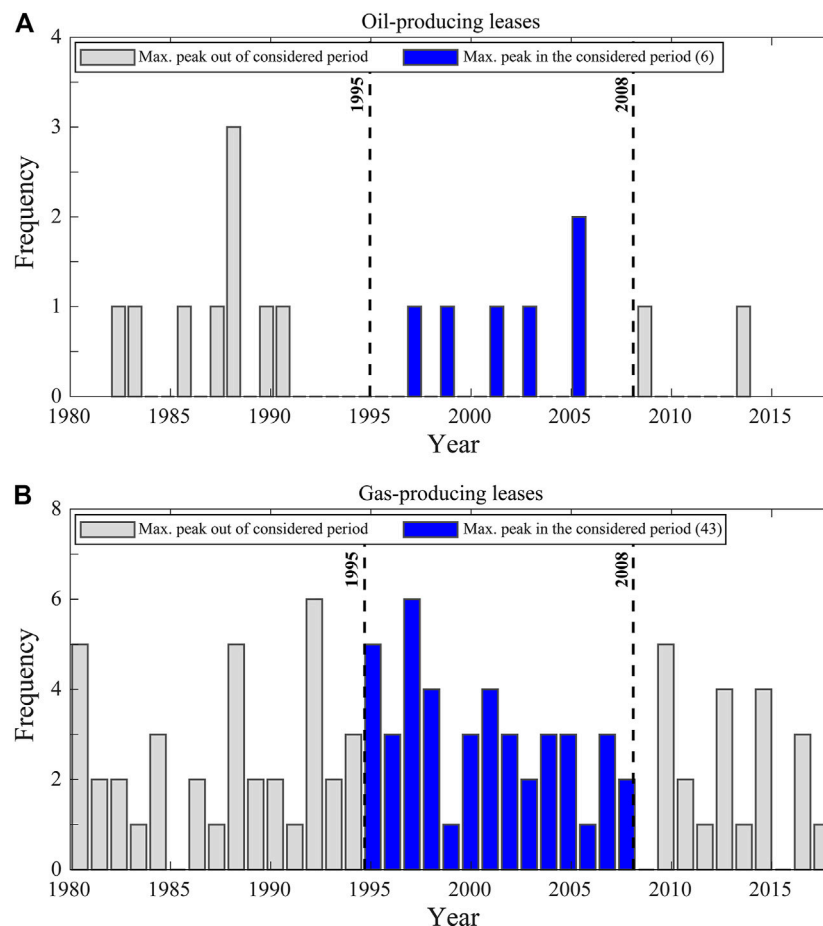 A
Oil-producing leases
Max. peak out of considered period
Max. peak in the considered period (6)
1995
2008
4
3
2
1
0
Frequency
1980
1985
1990
1995
2000
2005
2010
2015
Year
B
Gas-producing leases
Max. peak out of considered period
Max. peak in the considered period (43)
1995
2008
8
6
4
2
0
Frequency
1980
1985
1990
1995
2000
2005
2010
2015
Year